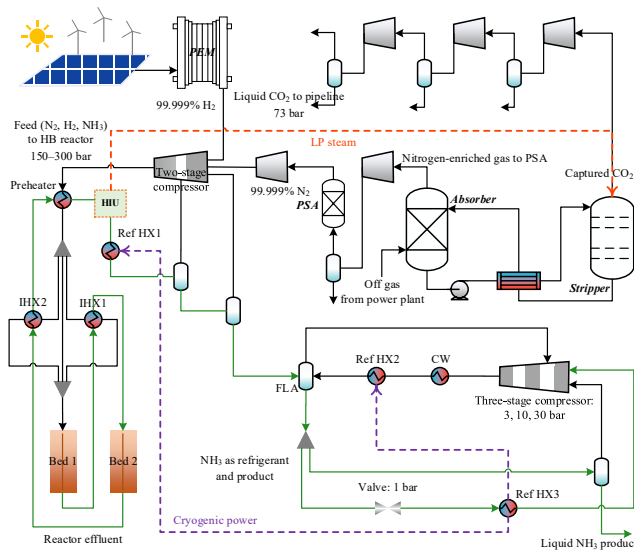 PEM
99.999% H2
Liquid CO2 to pipeline
73 bar
Feed (N2, H2, NH3)
to HB reactor
150–300 bar
LP steam
Captured CO2
Nitrogen-enriched gas to PSA
Two-stage
compressor
99.999% N2
PSA
Preheater
HIU
Absorber
Ref HX1
Off gas
from power plant
Stripper
IHX2
IHX1
Ref HX2
CW
FLA
Three-stage compressor:
3, 10, 30 bar
Bed 1
Bed 2
NH3 as refrigerant
and product
Valve: 1 bar
Ref HX3
Cryogenic power
Reactor effluent
Liquid NH3 produc